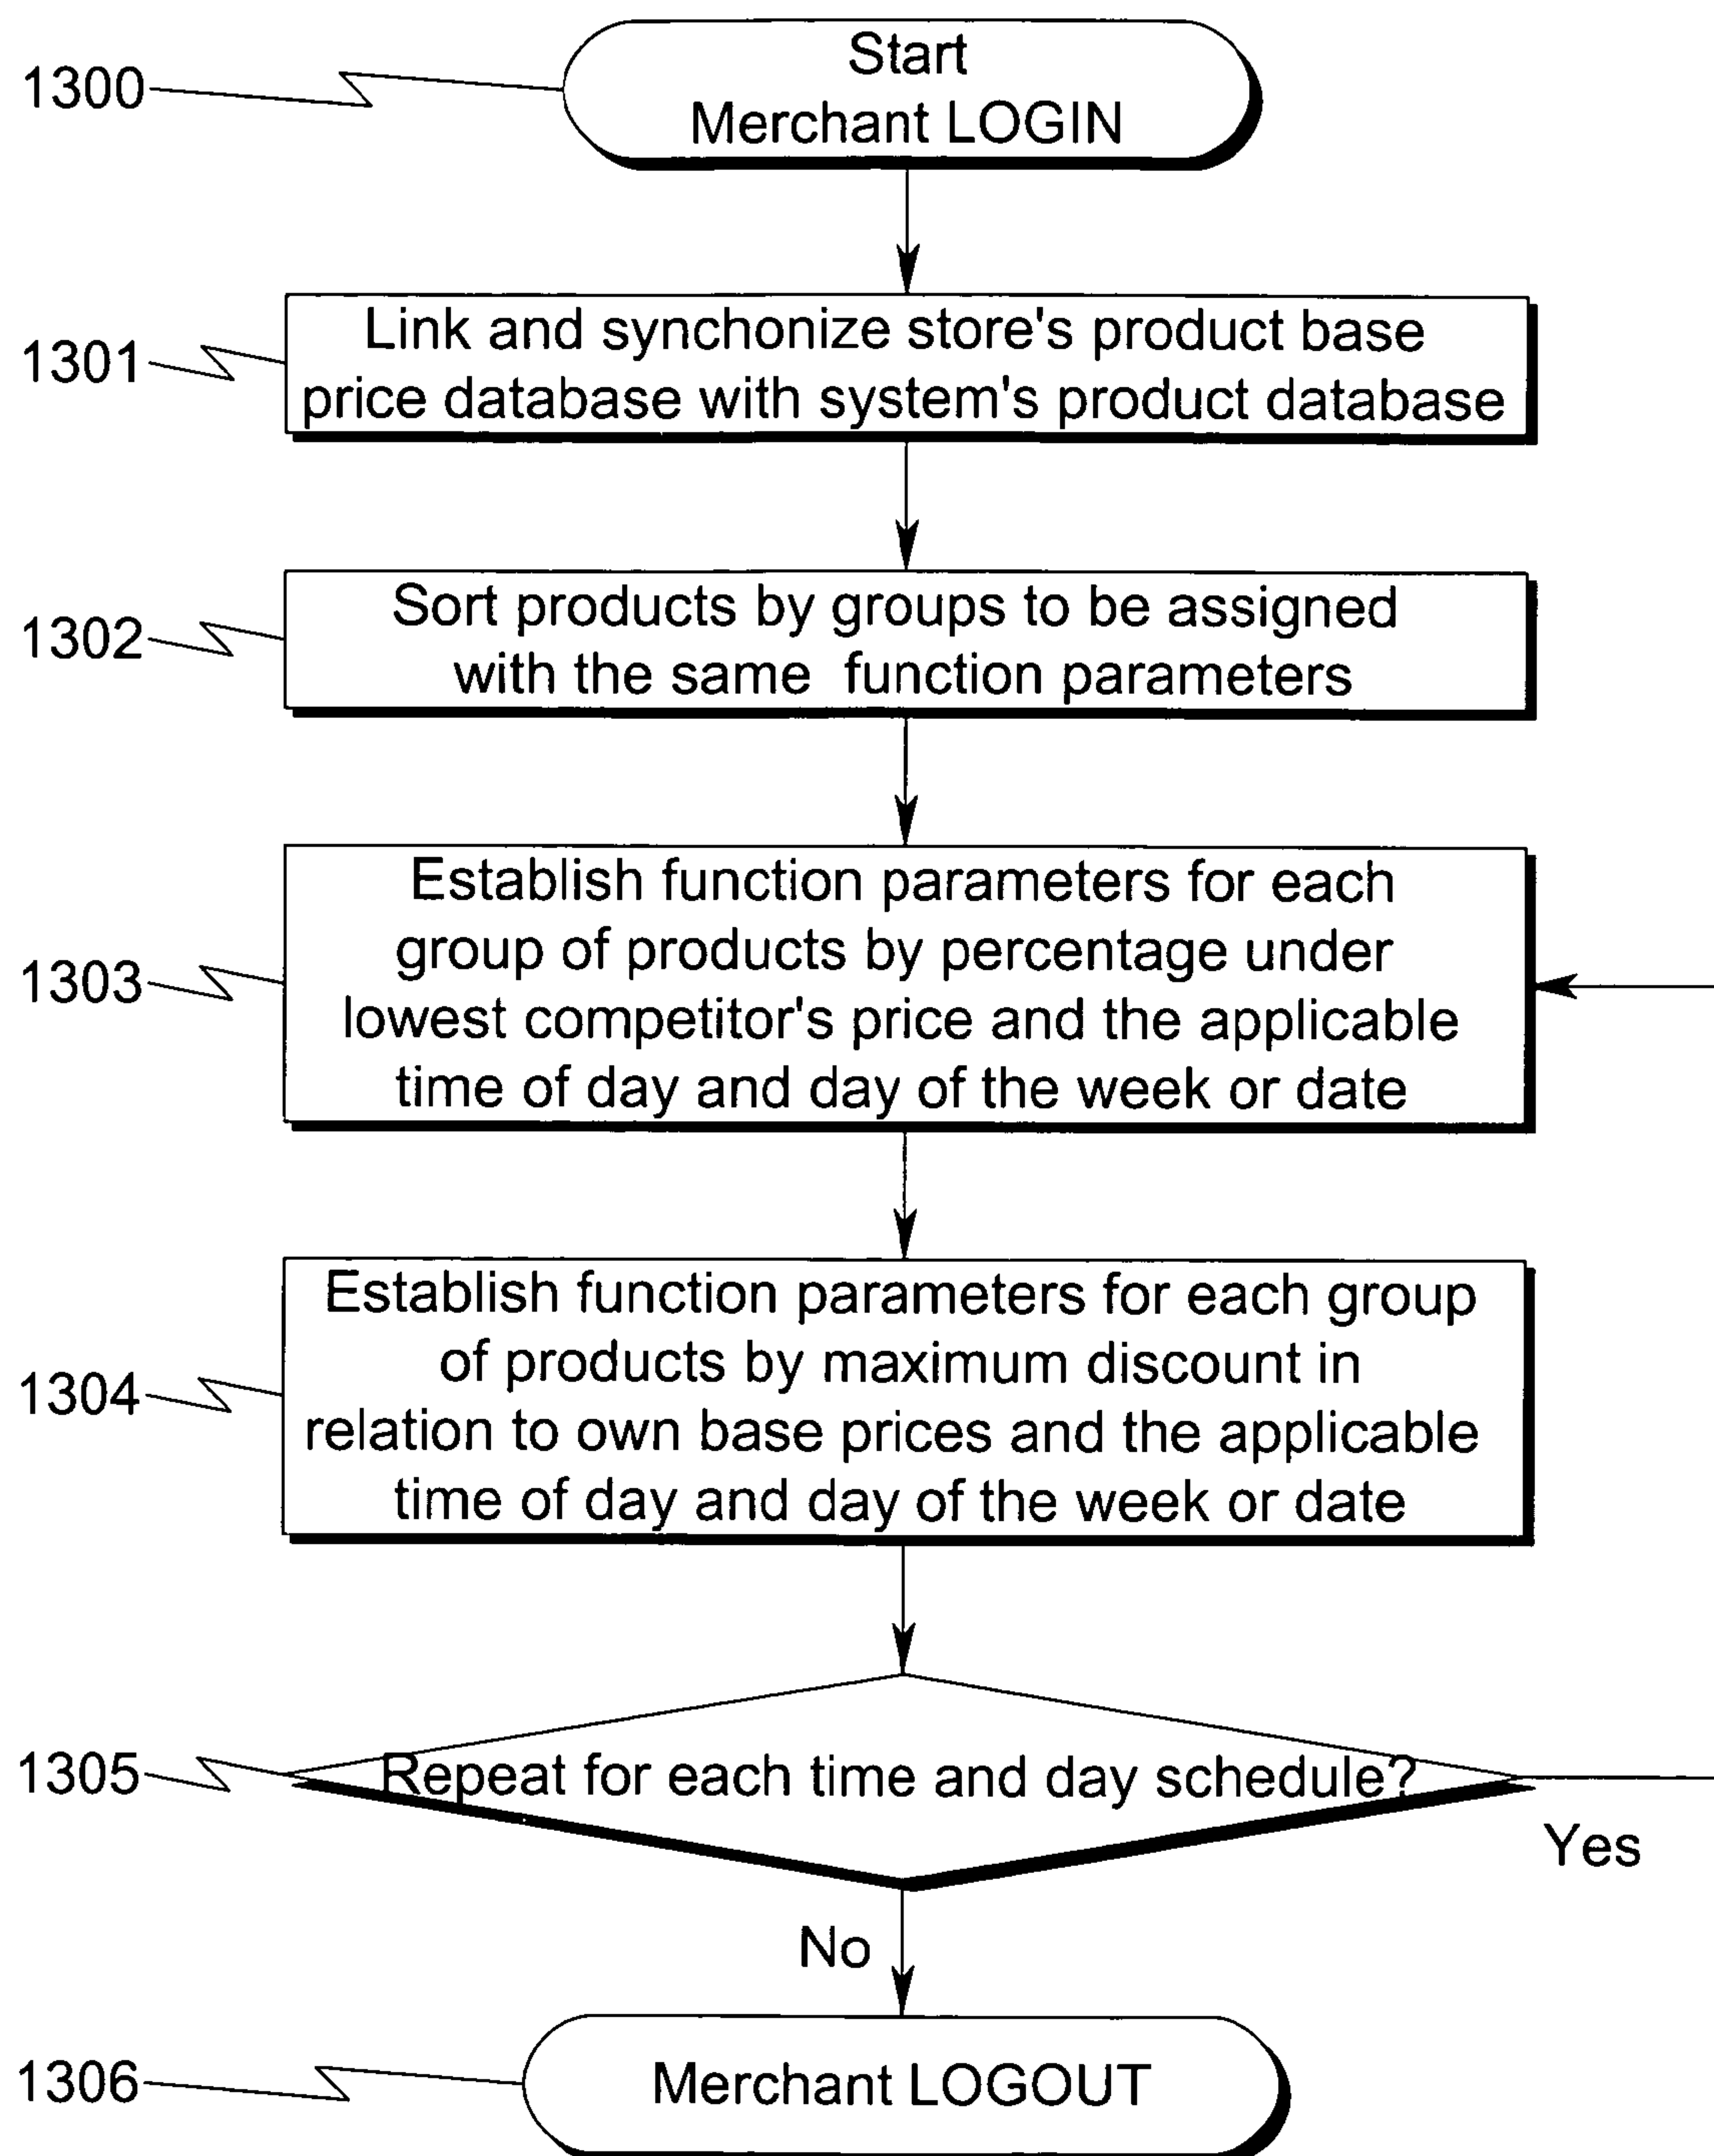 1300
Start
Merchant LOGIN
1301
Link and synchonize store's product base
price database with system's product database
1302
Sort products by groups to be assigned
with the same function parameters
1303
Establish function parameters for each
group of products by percentage under
lowest competitor's price and the applicable
time of day and day of the week or date
1304
Establish function parameters for each group
of products by maximum discount in
relation to own base prices and the applicable
time of day and day of the week or date
1305
Repeat for each time and day schedule?
Yes
No
1306
Merchant LOGOUT